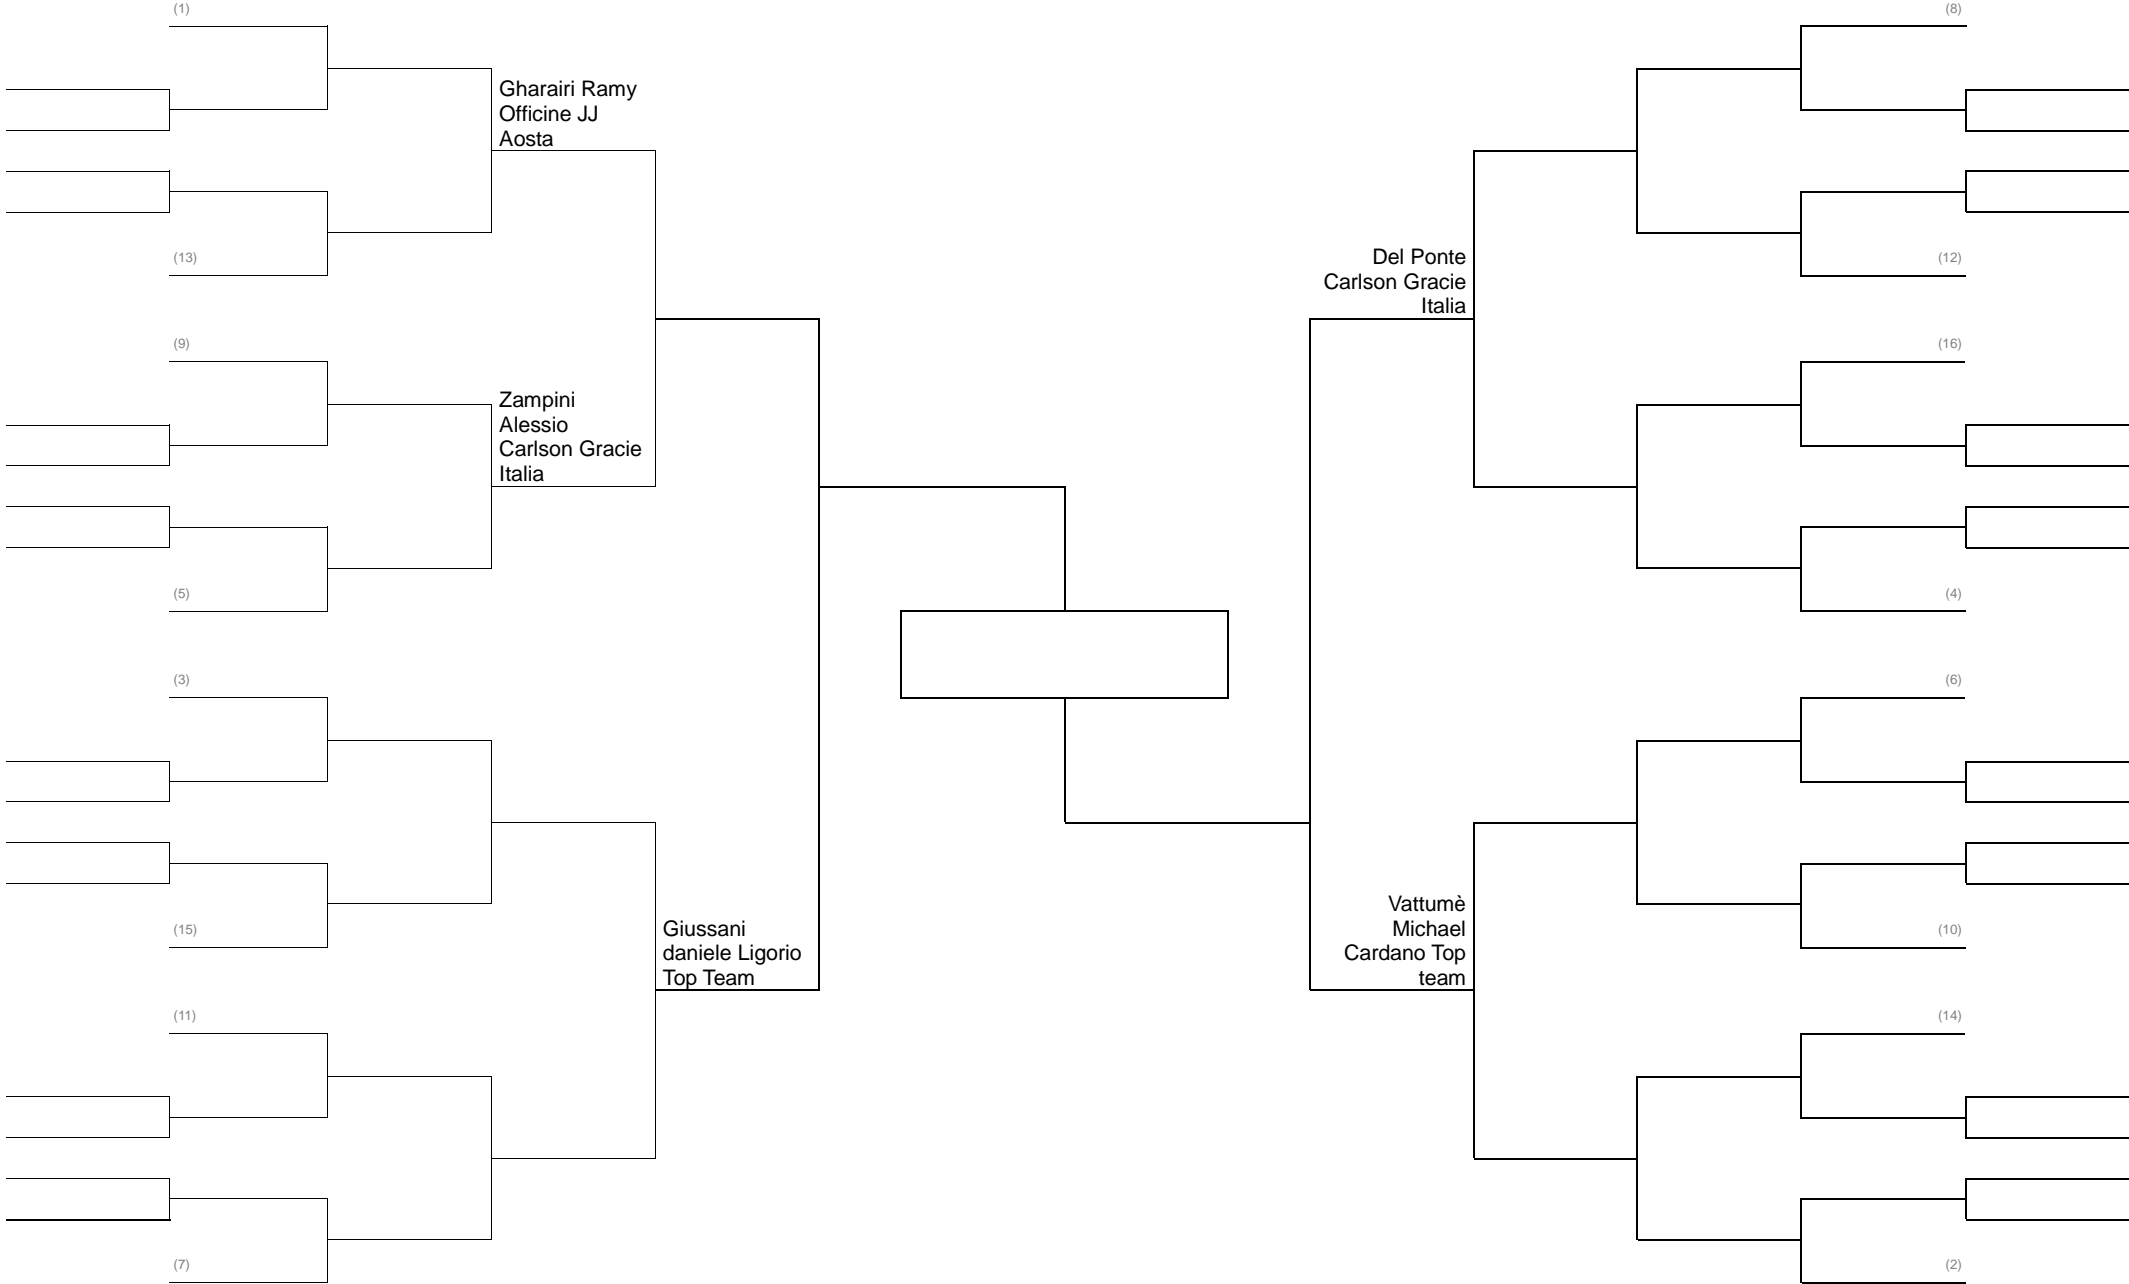 (1)
Gharairi Ramy
Officine JJ
Aosta
(13)
(9)
Zampini
Alessio
Carlson Gracie
Italia
(5)
(3)
(15)
Giussani
daniele Ligorio
Top Team
(11)
(7)
(8)
(12)
Del Ponte
Carlson Gracie
Italia
(16)
(4)
(6)
Vattumè
Michael
Cardano Top
team
(10)
(14)
(2)